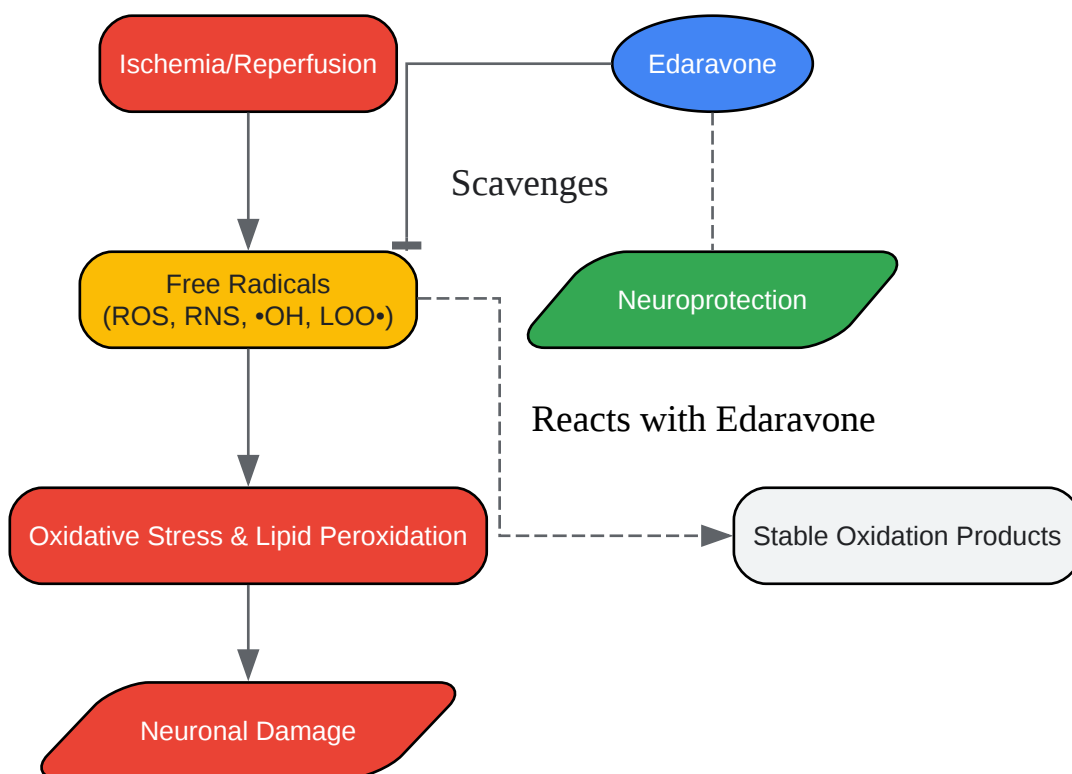 Ischemia/Reperfusion
Edaravone
Scavenges
Free Radicals
(ROS, RNS, •OH, LOO•)
Neuroprotection
Reacts with Edaravone
Oxidative Stress & Lipid Peroxidation
Stable Oxidation Products
Neuronal Damage